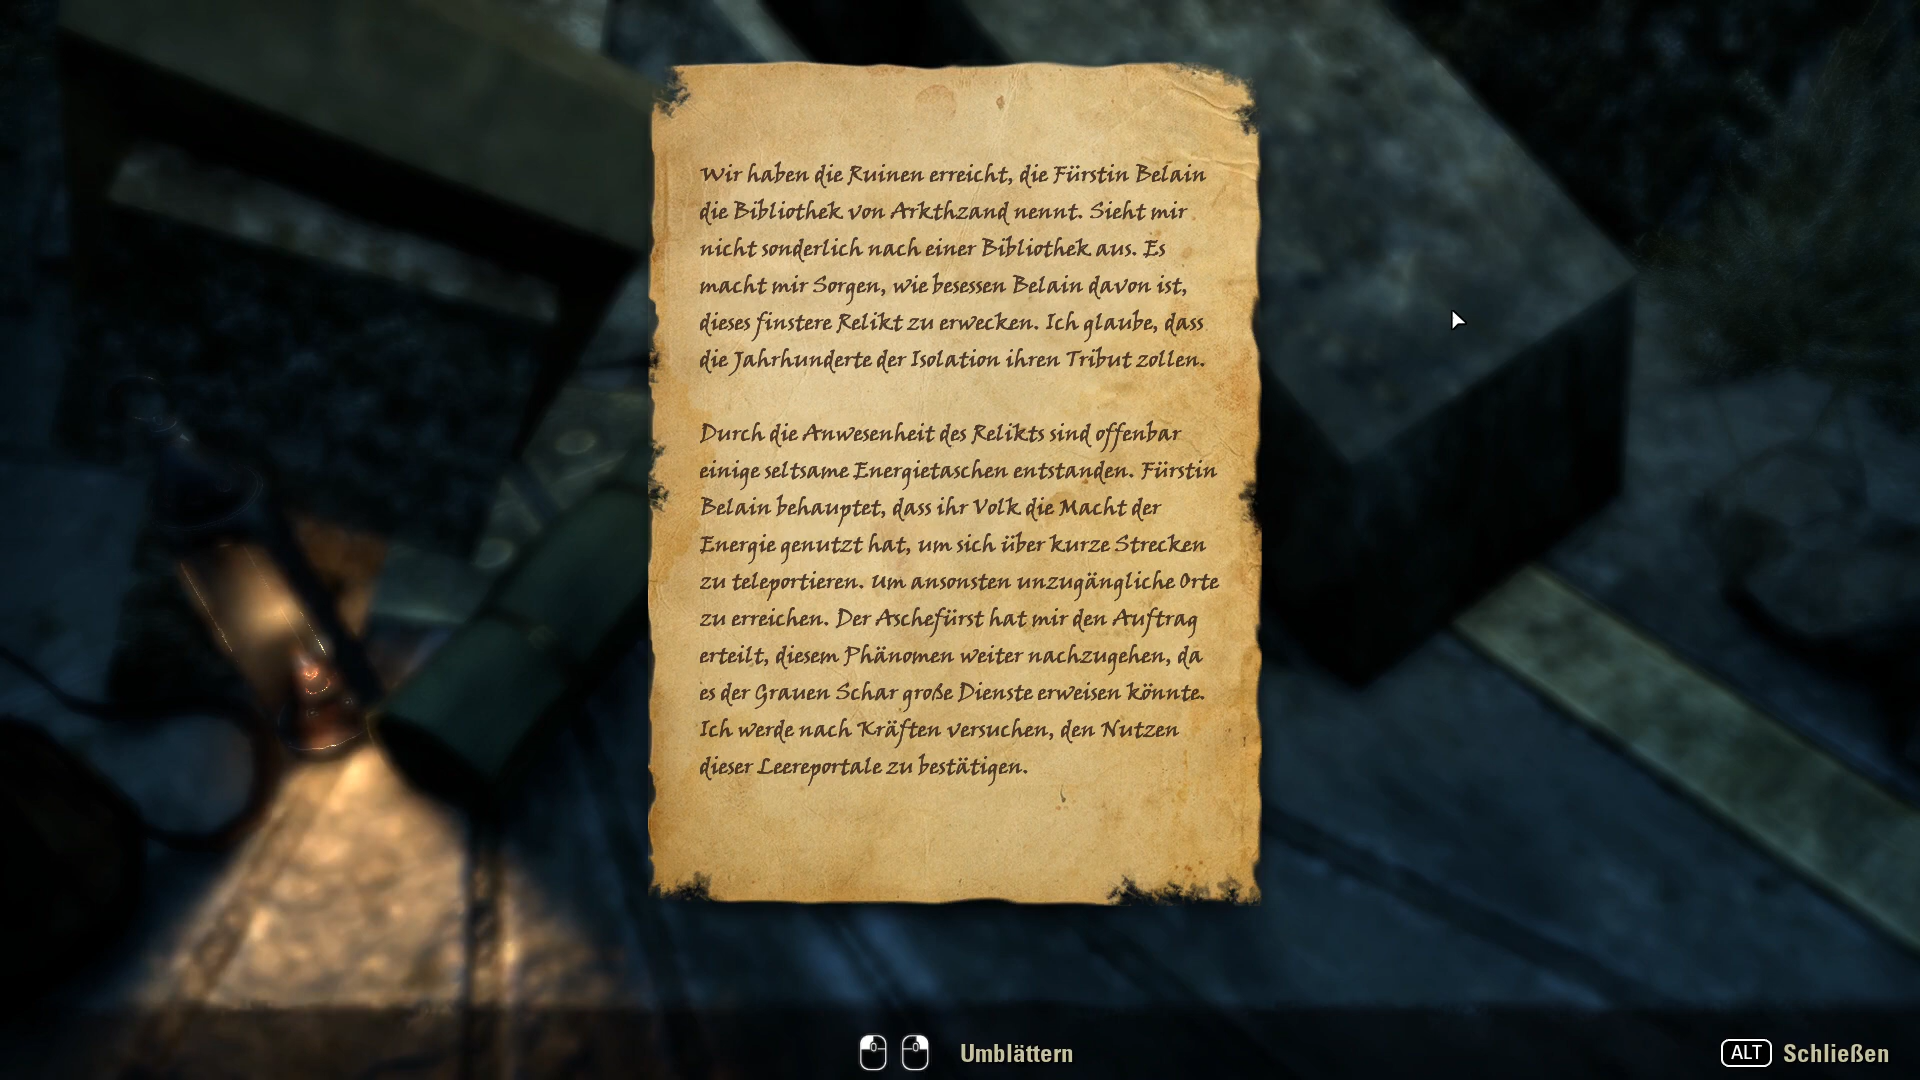 Wir haben die Ruinen erreicht, die Fürstin Belain
die Bibliothek von Arkthzand nennt. Sieht mir
nicht sonderlich nach einer Bibliothek aus. Es
macht mir Sorgen, wie besessen Belain davon ist,
dieses finstere Relikt zu erwecken. Ich glaube, dass
die Jahrhunderte der Isolation ihren Tribut zollen.
Durch die Anwesenheit des Relikts sind offenbar
einige seltsame Energietaschen entstanden. Fürstin
Belain behauptet, dass ihr Volk die Macht der
Energie genutzt hat, um sich über kurze Strecken
zu teleportieren. Um ansonsten unzugängliche Orte
zu erreichen. Der Aschefürst hat mir den Auftrag
erteilt, diesem Phänomen weiter nachzugehen, da
es der Grauen Schar große Dienste erweisen könnte.
Ich werde nach Kräften versuchen, den Nutzen
dieser Leereportale zu bestätigen.
Umblättern
ALT Schließen